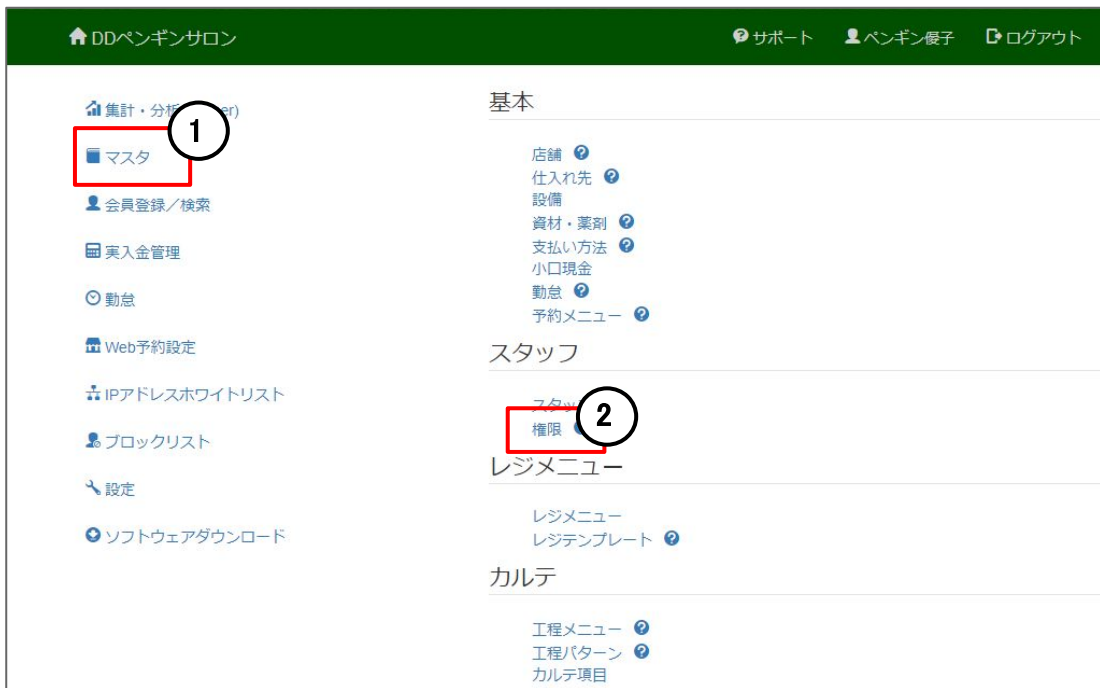 DDペンギンサロン
サポート
ペンギン優子
ログアウト
集計・分析 er)
1
マスタ
会員登録／検索
実入金管理
勤怠
Web予約設定
IPアドレスホワイトリスト
ブロックリスト
設定
ソフトウェアダウンロード
基本
店舗
仕入れ先
設備
資材・薬剤
支払い方法
小口現金
勤怠
予約メニュー
スタッフ
スタッ
2
権限
レジメニュー
レジメニュー
レジテンプレート
カルテ
工程メニュー
工程パターン
カルテ項目